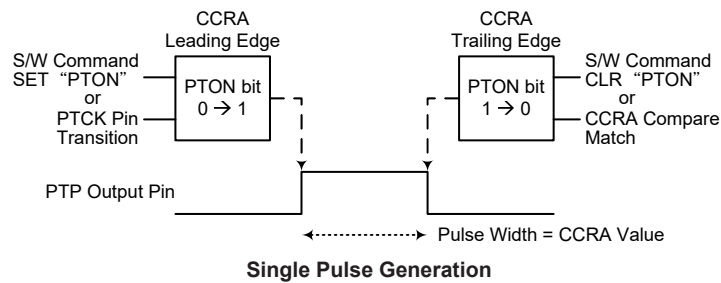 CCRA
Leading Edge
S/W Command
SET “PTON”
or
PTCK Pin
Transition
PTON bit
0 → 1
CCRA
Trailing Edge
PTON bit
1 → 0
S/W Command
CLR “PTON”
or
CCRA Compare
Match
PTP Output Pin
Pulse Width = CCRA Value
Single Pulse Generation